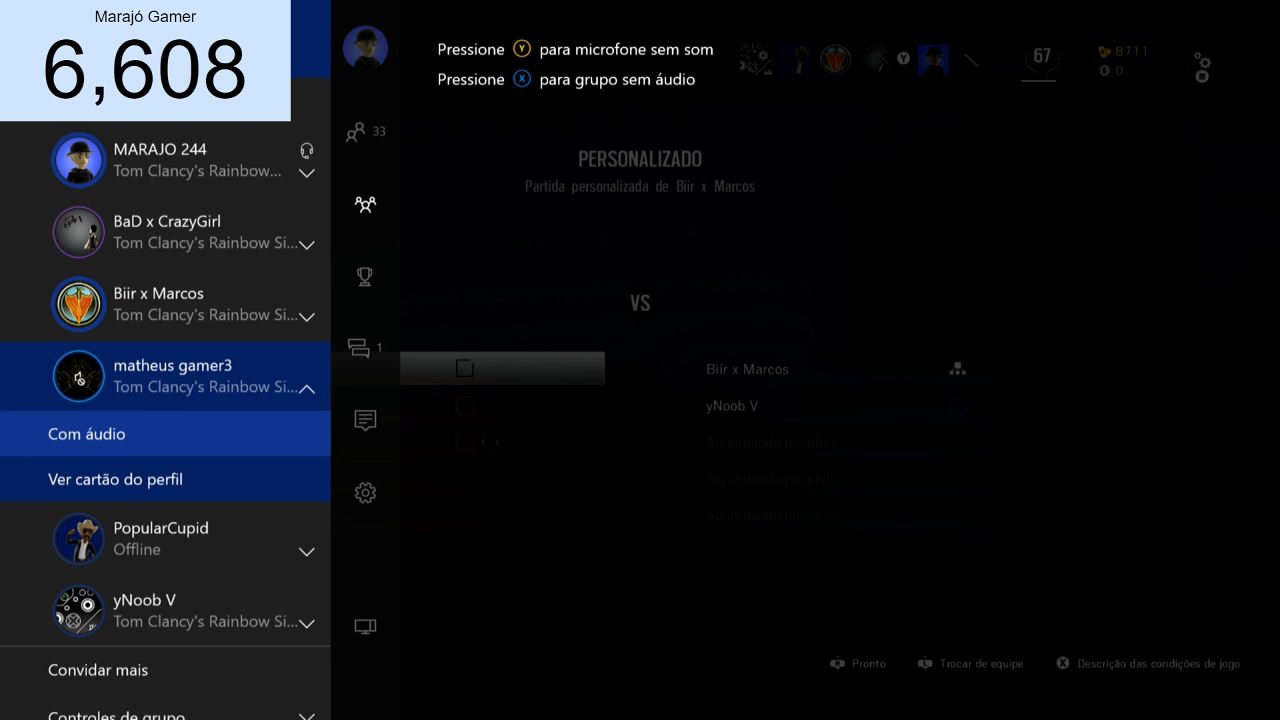 Marajó Gamer
6,608
Pressione Y para microfone sem som
Pressione X para grupo sem áudio
Y
67
8711
0
MARAJO 244
Tom Clancy's Rainbow...
33
BaD x CrazyGirl
Tom Clancy's Rainbow Si...
Biir x Marcos
Tom Clancy's Rainbow Si...
matheus gamer3
Tom Clancy's Rainbow Si...
1
Com áudio
Ver cartão do perfil
PopularCupid
Offline
yNoob V
Tom Clancy's Rainbow Si...
Convidar mais
Controles de grupo
PERSONALIZADO
Partida personalizada de Biir x Marcos
VS
Biir x Marcos
yNoob V
Pronto
Trocar de equipe
X Descrição das condições de jogo